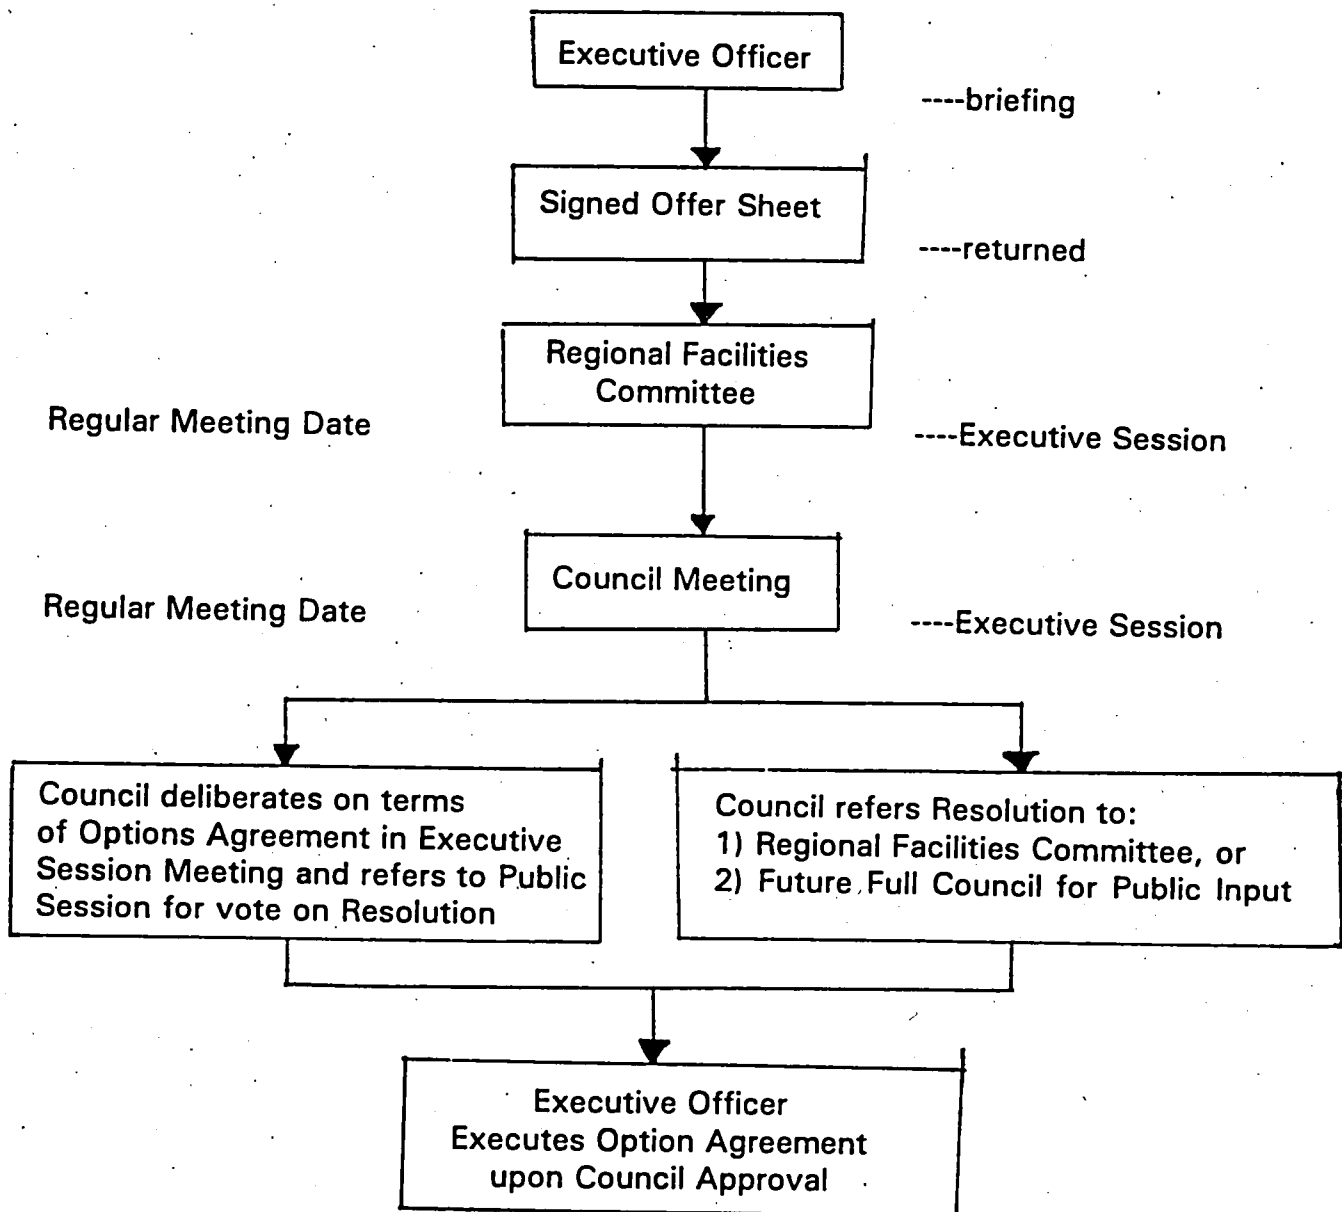 Executive Officer
----briefing
Signed Offer Sheet
----returned
Regional Facilities
Committee
Regular Meeting Date
----Executive Session
Council Meeting
Regular Meeting Date
----Executive Session
Council deliberates on terms
of Options Agreement in Executive
Session Meeting and refers to Public
Session for vote on Resolution
Council refers Resolution to:
1) Regional Facilities Committee, or
2) Future Full Council for Public Input
Executive Officer
Executes Option Agreement
upon Council Approval